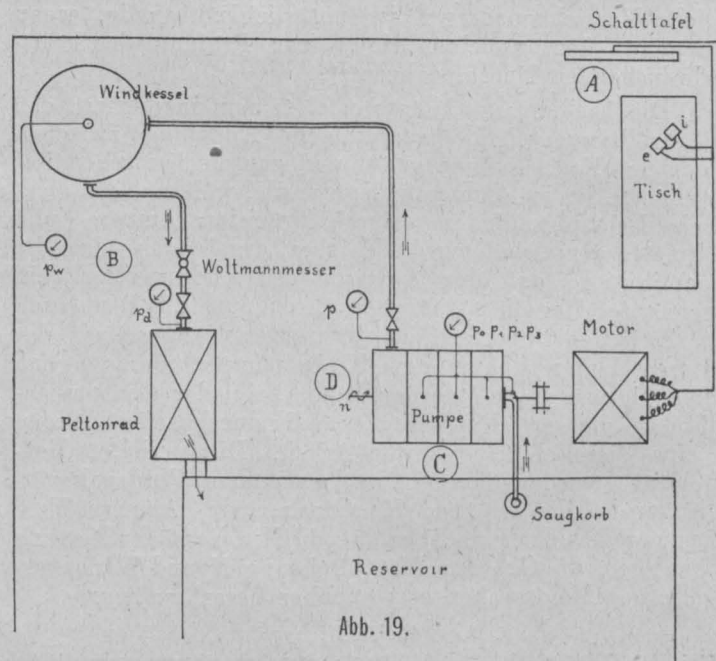 Schalttafel
A
Windkessel
i
e
Tisch
B
pw
Woltmannmesser
pd
p
p₀ p₁ p₂ p₃
Motor
D
n
Peltonrad
Pumpe
C
Saugkorb
Reservoir
Abb. 19.